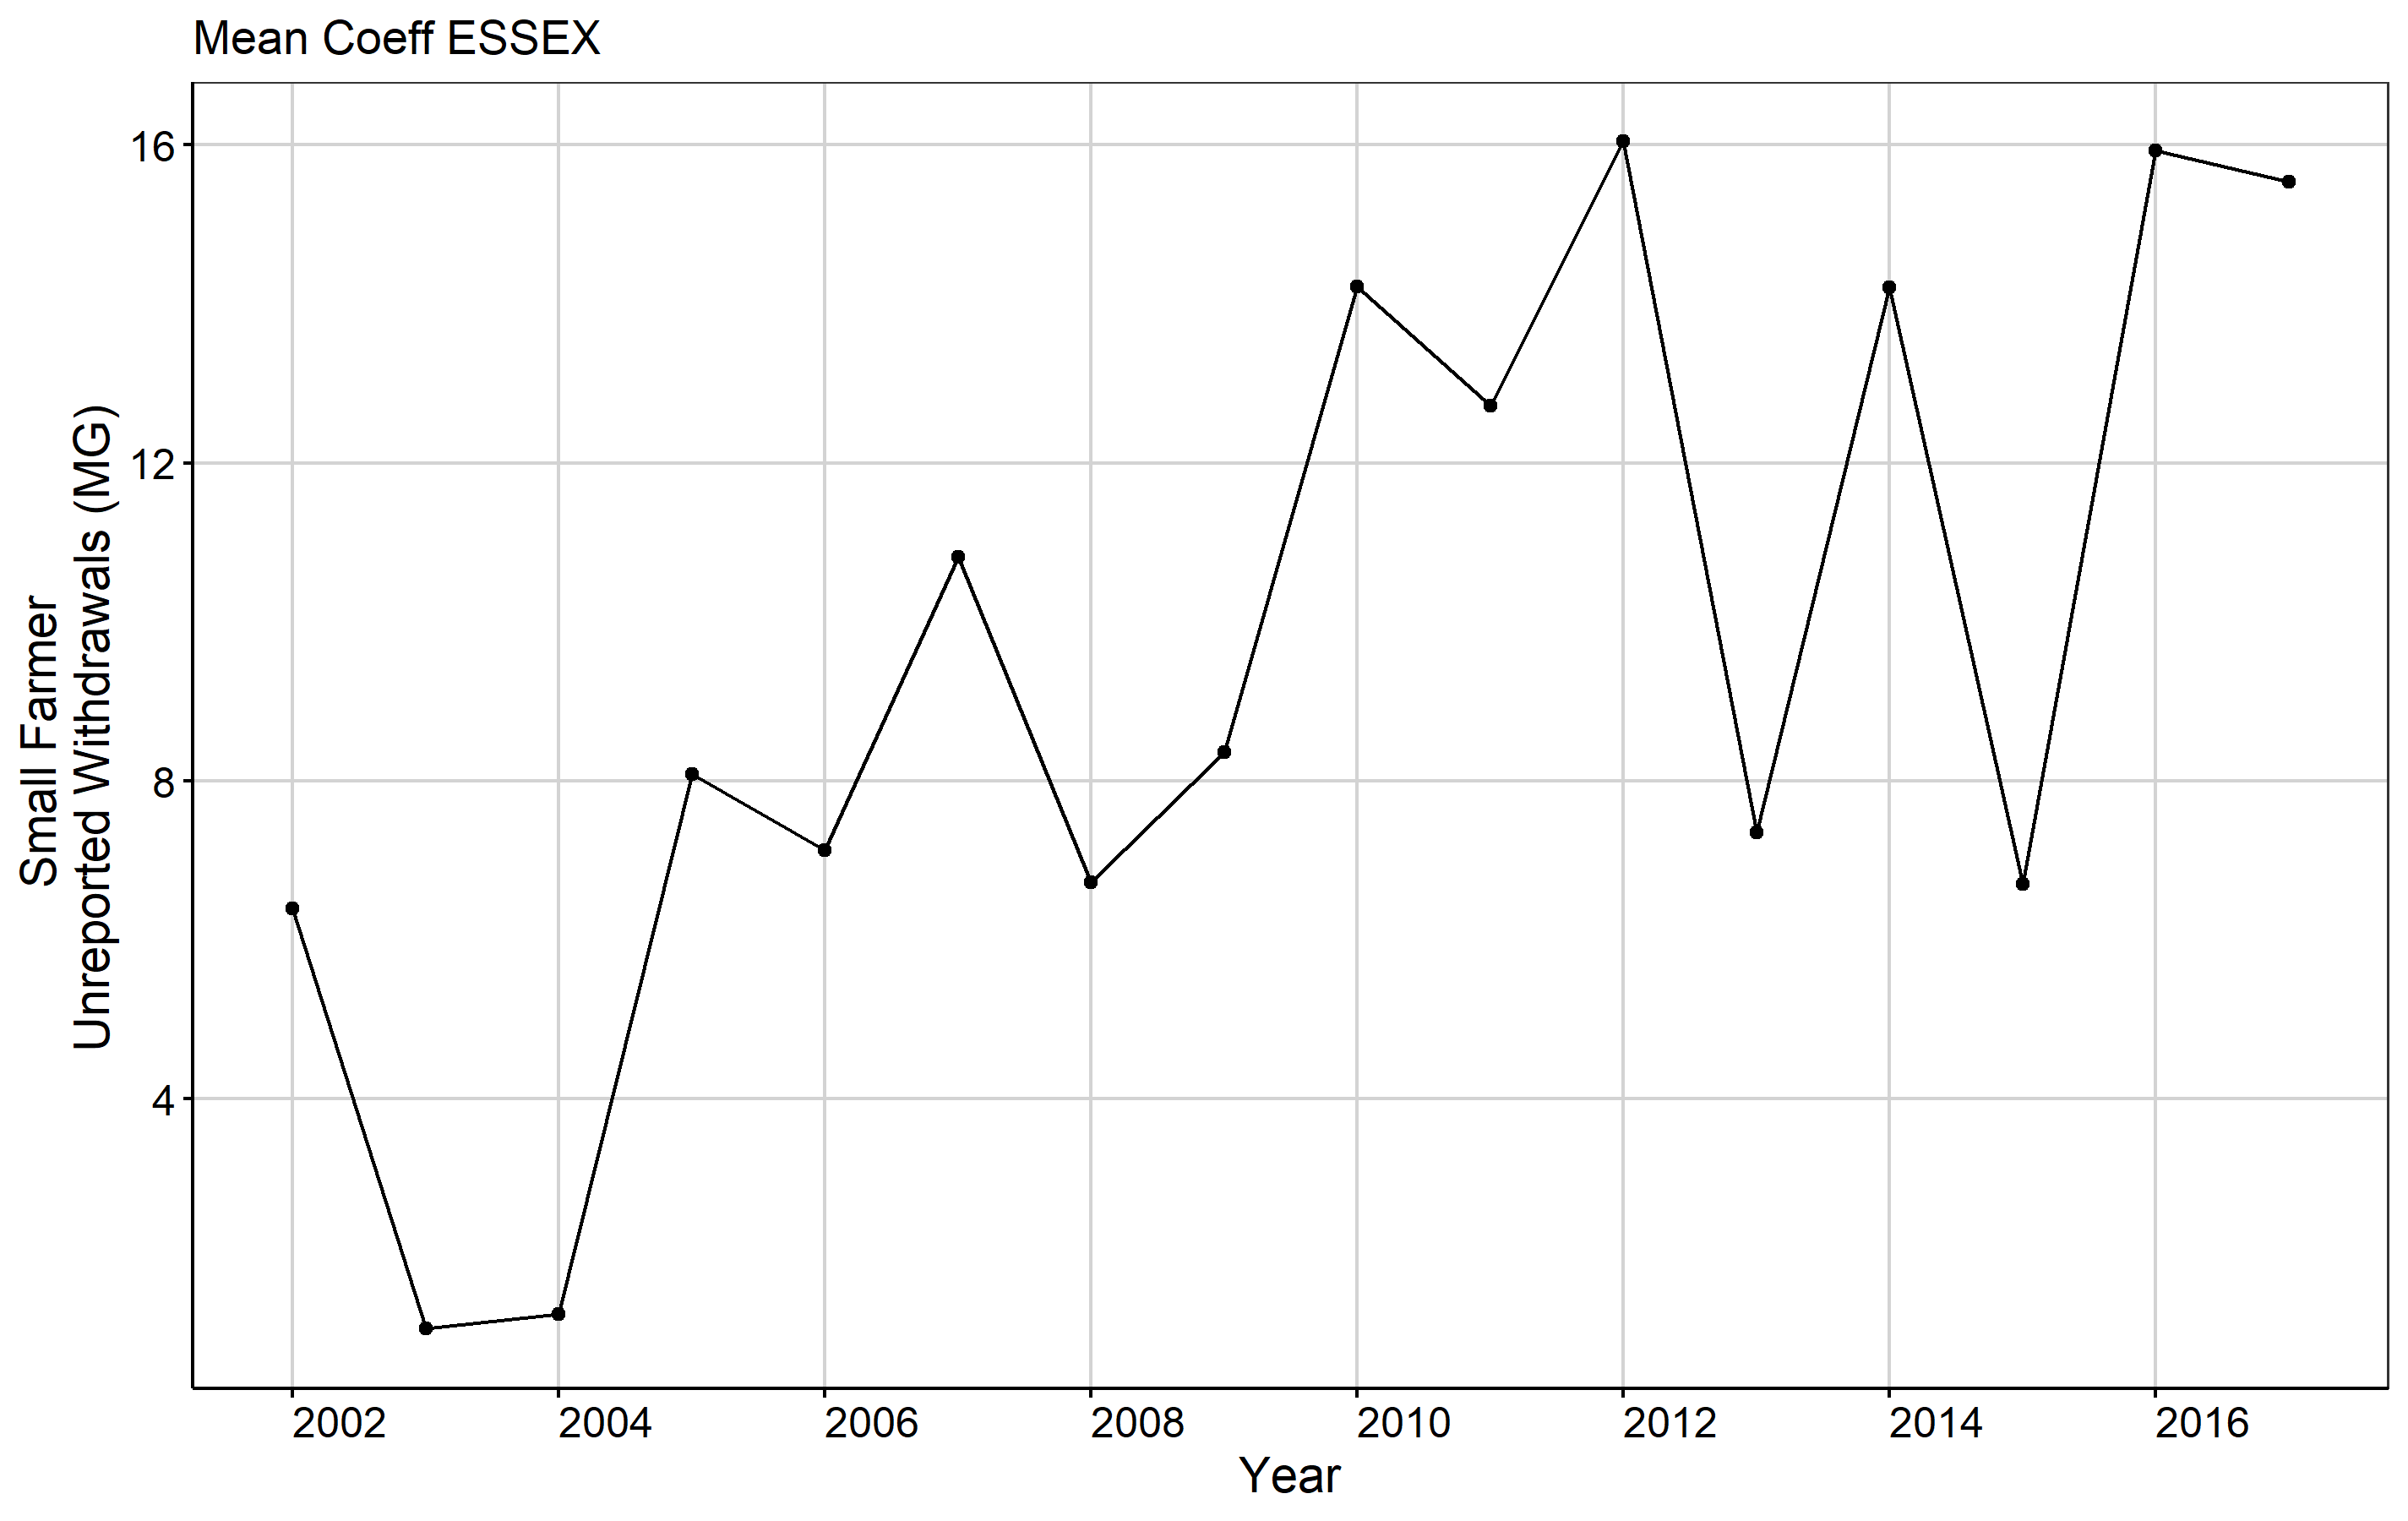 Mean Coeff ESSEX
Small Farmer
Unreported Withdrawals (MG)
16
12
8
4
2002 2004 2006 2008 2010 2012 2014 2016
Year